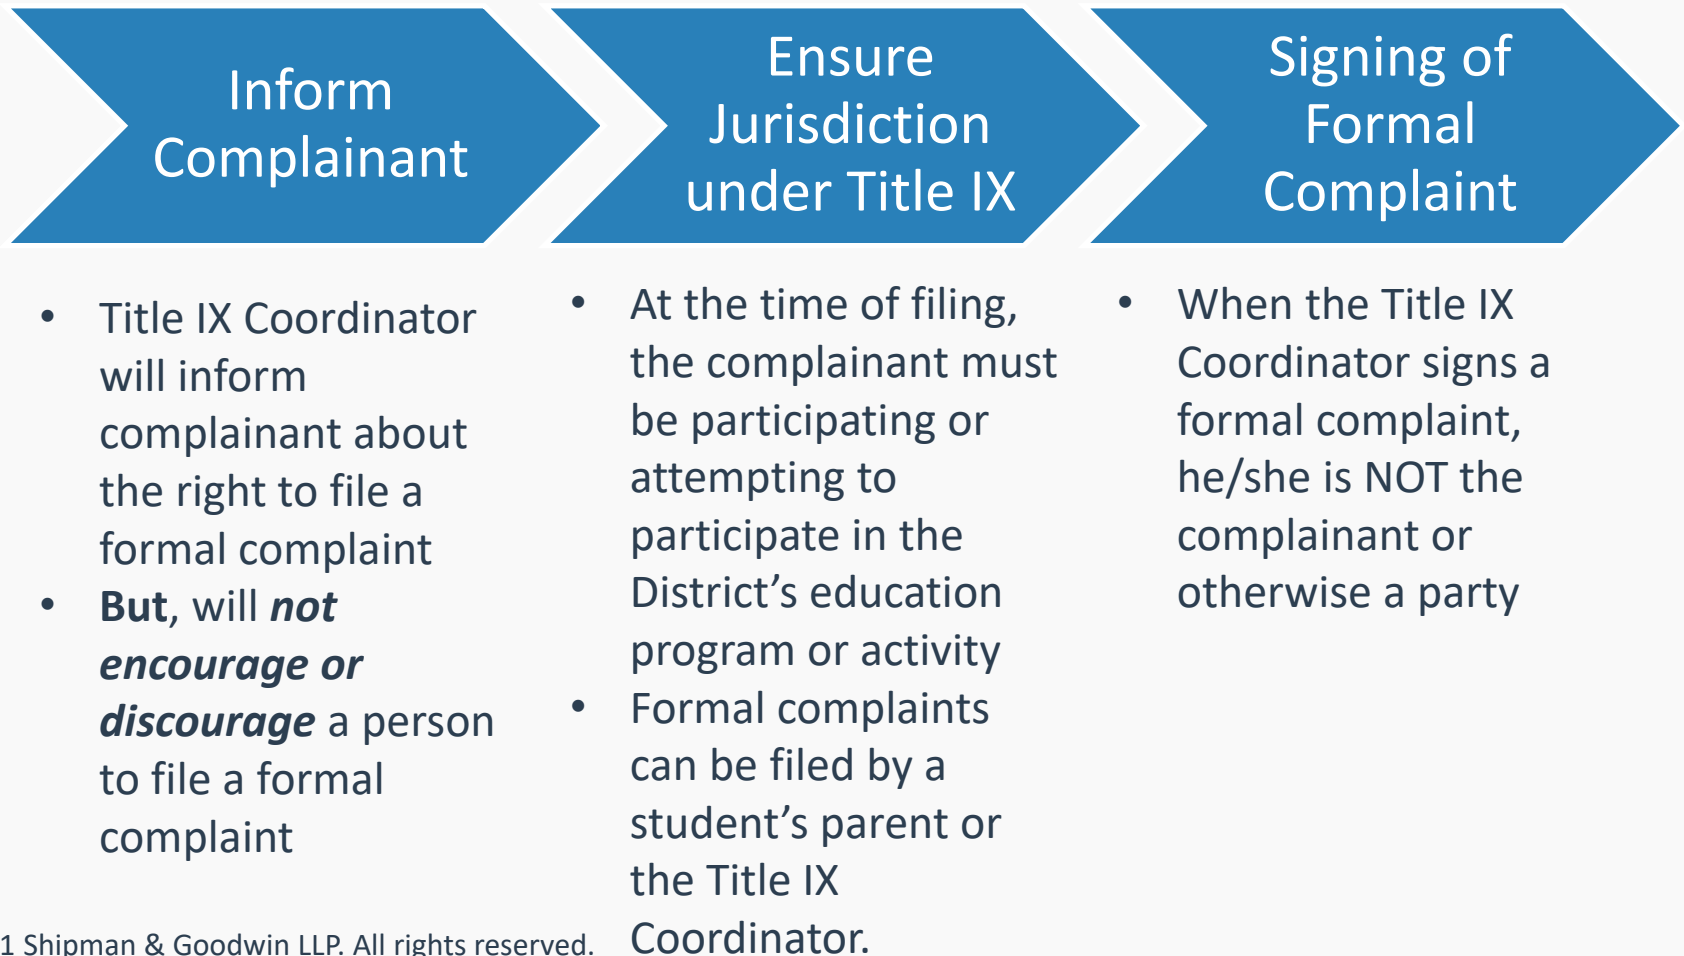 Inform
Complainant
Ensure
Jurisdiction
under Title IX
Signing of
Formal
Complaint
• Title IX Coordinator
will inform
complainant about
the right to file a
formal complaint
• But, will not
encourage or
discourage a person
to file a formal
complaint
• At the time of filing,
the complainant must
be participating or
attempting to
participate in the
District’s education
program or activity
• Formal complaints
can be filed by a
student’s parent or
the Title IX
Coordinator.
• When the Title IX
Coordinator signs a
formal complaint,
he/she is NOT the
complainant or
otherwise a party
1 Shipman & Goodwin LLP. All rights reserved.